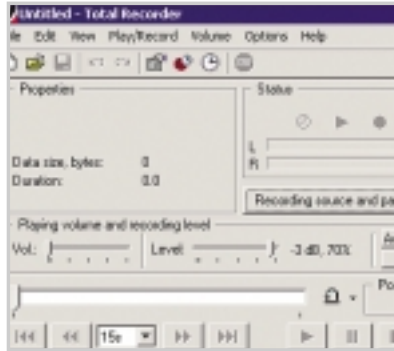 Untitled - Total Recorder
Edit View Play/Record Volume Options Help
Properties
Status
L
R
Data size, bytes: 0
Duration: 0.0
Recording source and pa
Playing volume and recording level
Vol.: Level: -3 dB, 70%
Po
15s